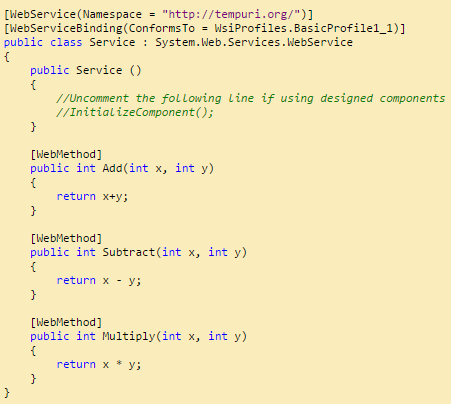 [WebService(Namespace = "http://tempuri.org/")]
[WebServiceBinding(ConformsTo = WsiProfiles.BasicProfile1_1)]
public class Service : System.Web.Services.WebService
{
    public Service ()
    {
        //Uncomment the following line if using designed components
        //InitializeComponent();
    }

    [WebMethod]
    public int Add(int x, int y)
    {
        return x+y;
    }

    [WebMethod]
    public int Subtract(int x, int y)
    {
        return x - y;
    }

    [WebMethod]
    public int Multiply(int x, int y)
    {
        return x * y;
    }
}